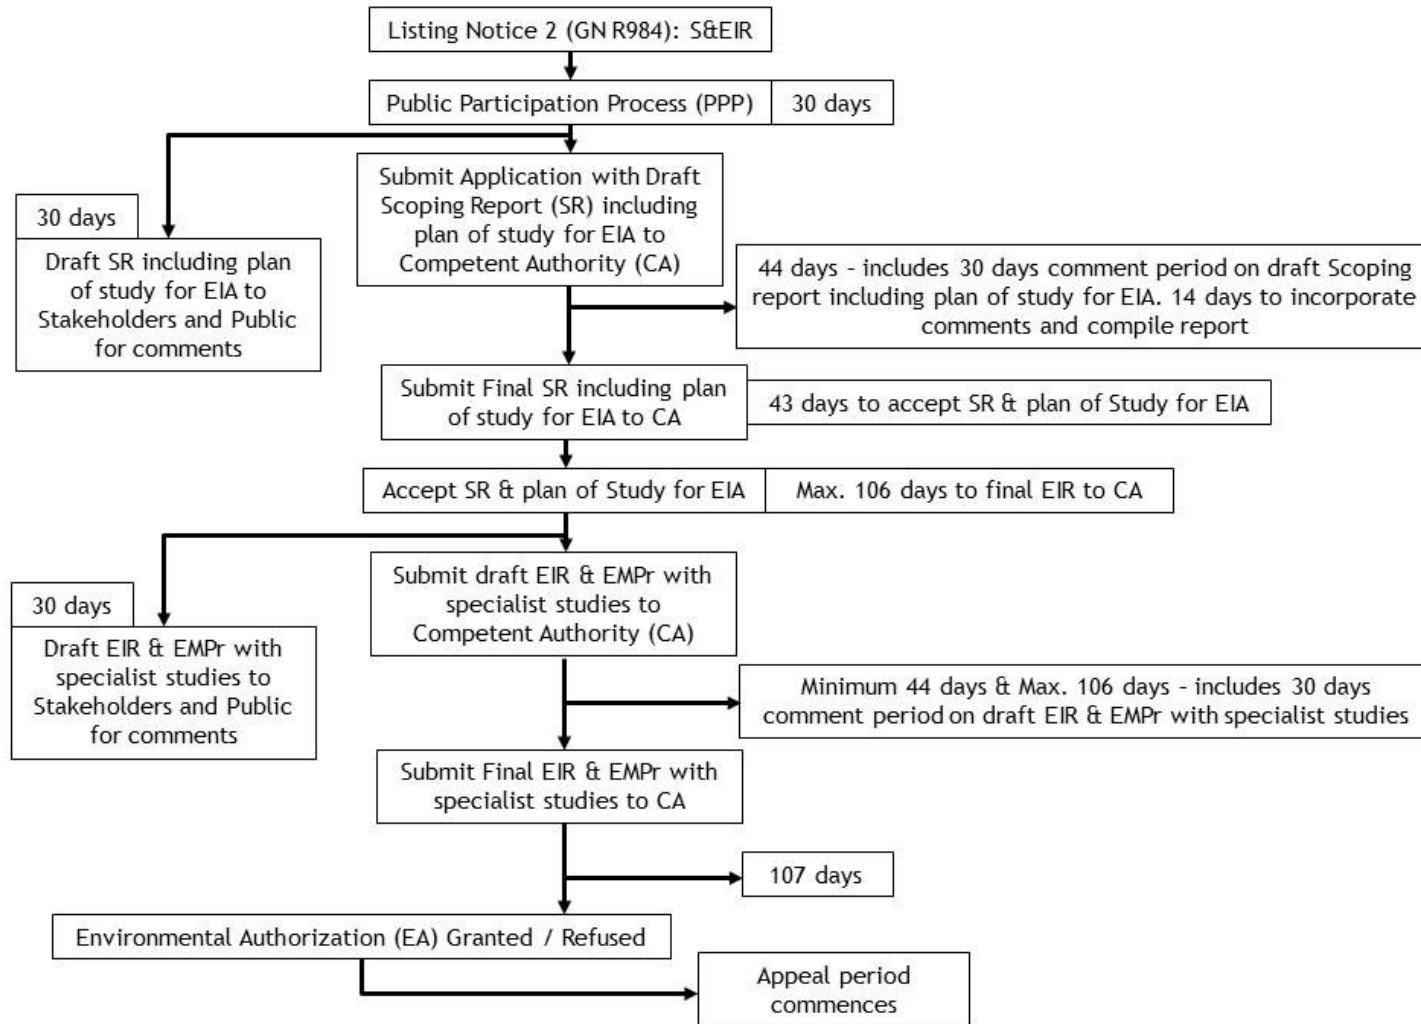 Listing Notice 2 (GN R984): S&EIR
Public Participation Process (PPP)
30 days
Submit Application with Draft
Scoping Report (SR) including
plan of study for EIA to
Competent Authority (CA)
30 days
Draft SR including plan
of study for EIA to
Stakeholders and Public
for comments
44 days - includes 30 days comment period on draft Scoping
report including plan of study for EIA. 14 days to incorporate
comments and compile report
Submit Final SR including plan
of study for EIA to CA
43 days to accept SR & plan of Study for EIA
Accept SR & plan of Study for EIA
Max. 106 days to final EIR to CA
Submit draft EIR & EMPr with
specialist studies to
Competent Authority (CA)
30 days
Draft EIR & EMPr with
specialist studies to
Stakeholders and Public
for comments
Minimum 44 days & Max. 106 days - includes 30 days
comment period on draft EIR & EMPr with specialist studies
Submit Final EIR & EMPr with
specialist studies to CA
107 days
Environmental Authorization (EA) Granted / Refused
Appeal period
commences